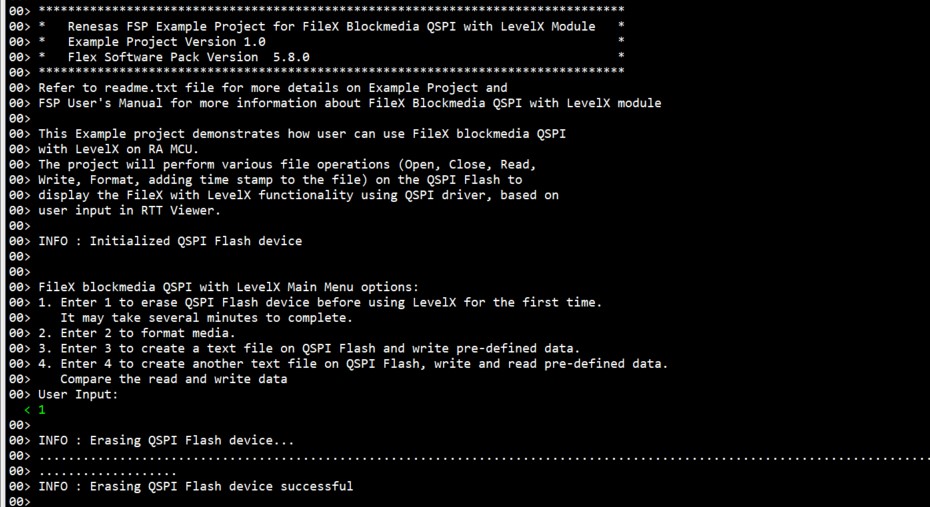 00> ********************************************************************************
00> *   Renesas FSP Example Project for FileX Blockmedia QSPI with LevelX Module   *
00> *   Example Project Version 1.0                                                *
00> *   Flex Software Pack Version  5.8.0                                          *
00> ********************************************************************************
00> Refer to readme.txt file for more details on Example Project and
00> FSP User's Manual for more information about FileX Blockmedia QSPI with LevelX module
00>
00> This Example project demonstrates how user can use FileX blockmedia QSPI
00> with LevelX on RA MCU.
00> The project will perform various file operations (Open, Close, Read,
00> Write, Format, adding time stamp to the file) on the QSPI Flash to
00> display the FileX with LevelX functionality using QSPI driver, based on
00> user input in RTT Viewer.
00>
00> INFO : Initialized QSPI Flash device
00>
00>
00> FileX blockmedia QSPI with LevelX Main Menu options:
00> 1. Enter 1 to erase QSPI Flash device before using LevelX for the first time.
00>    It may take several minutes to complete.
00> 2. Enter 2 to format media.
00> 3. Enter 3 to create a text file on QSPI Flash and write pre-defined data.
00> 4. Enter 4 to create another text file on QSPI Flash, write and read pre-defined data.
00>    Compare the read and write data
00> User Input:
< 1
00>
00> INFO : Erasing QSPI Flash device...
00> ..........................................................................................................................
00> ...................
00> INFO : Erasing QSPI Flash device successful
00>